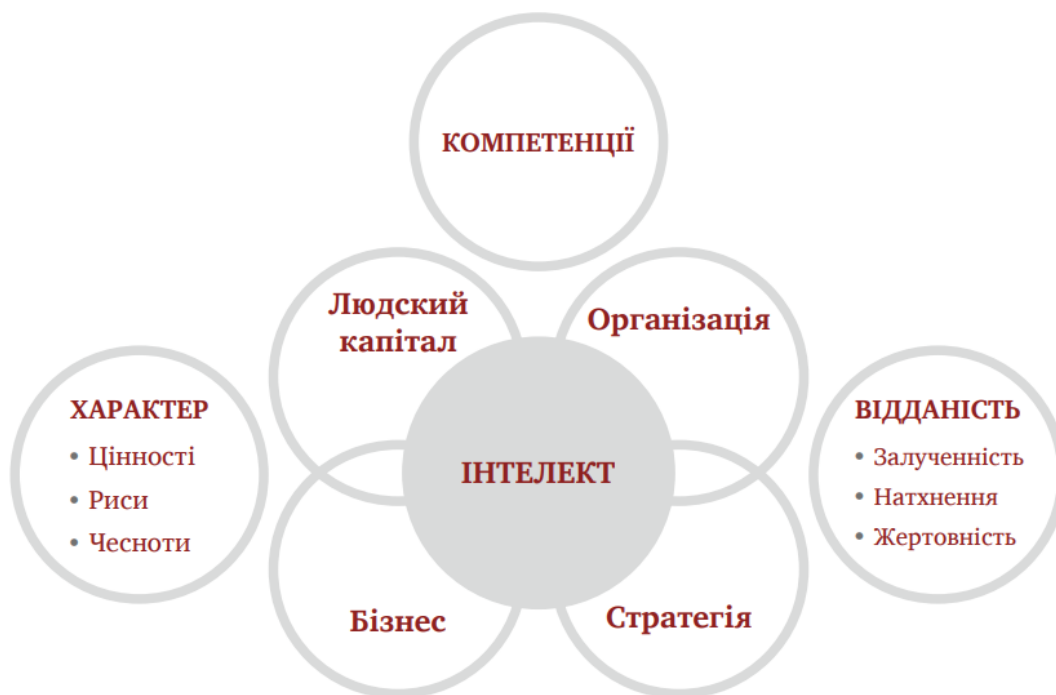 КОМПЕТЕНЦІЇ
Людский
капітал
Організація
ХАРАКТЕР
• Цінності
• Риси
• Чесноти
ІНТЕЛЕКТ
ВІДДАНІСТЬ
• Залученність
• Натхнення
• Жертовність
Бізнес
Стратегія